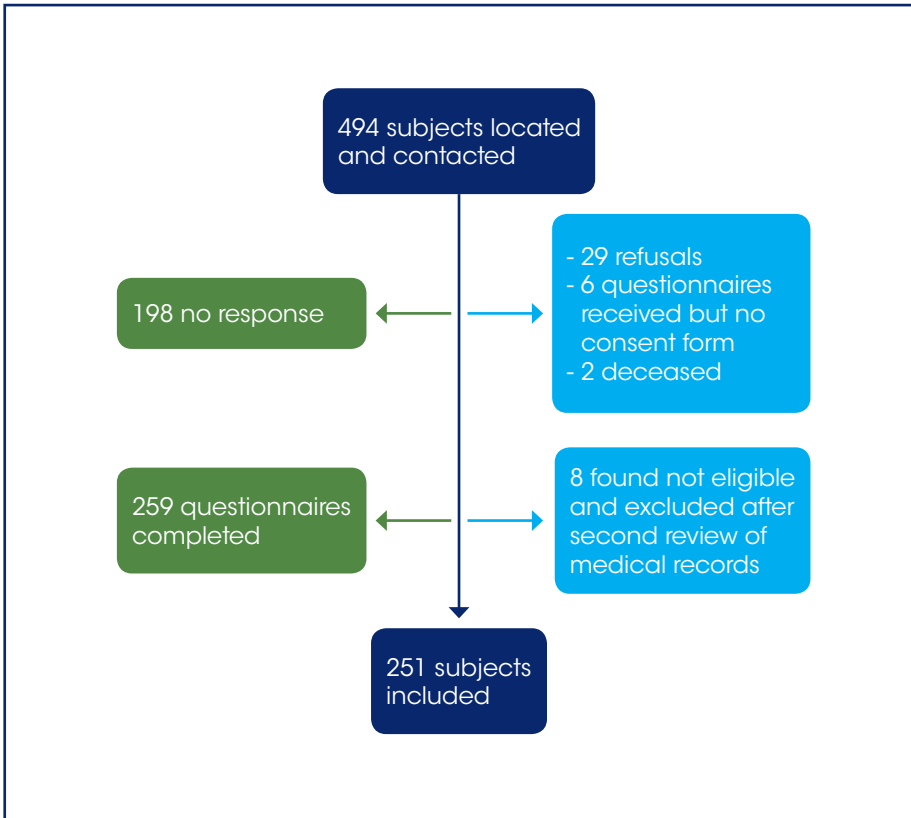 494 subjects located
and contacted
198 no response
- 29 refusals
- 6 questionnaires
received but no
consent form
- 2 deceased
259 questionnaires
completed
8 found not eligible
and excluded after
second review of
medical records
251 subjects
included